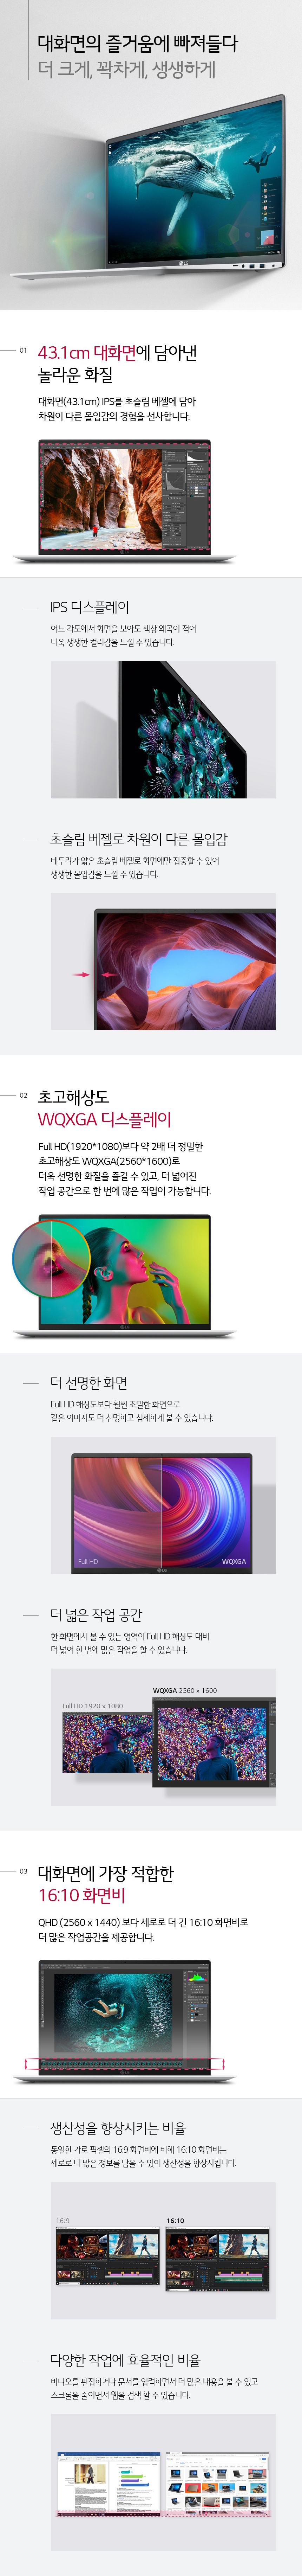 대화면의 즐거움에 빠져들다
더 크게, 꽉차게, 생생하게
LG
01
43.1cm 대화면에 담아낸
놀라운 화질
대화면(43.1cm) IPS를 초슬림 베젤에 담아
차원이 다른 몰입감의 경험을 선사합니다.
IPS 디스플레이
어느 각도에서 화면을 보아도 색상 왜곡이 적어
더욱 생생한 컬러감을 느낄 수 있습니다.
초슬림 베젤로 차원이 다른 몰입감
테두리가 얇은 초슬림 베젤로 화면에만 집중할 수 있어
생생한 몰입감을 느낄 수 있습니다.
02
초고해상도
WQXGA 디스플레이
Full HD(1920*1080)보다 약 2배 더 정밀한
초고해상도 WQXGA(2560*1600)로
더욱 선명한 화질을 즐길 수 있고, 더 넓어진
작업 공간으로 한 번에 많은 작업이 가능합니다.
더 선명한 화면
Full HD 해상도보다 훨씬 조밀한 화면으로
같은 이미지도 더 선명하고 섬세하게 볼 수 있습니다.
Full HD
WQXGA
LG
더 넓은 작업 공간
한 화면에서 볼 수 있는 영역이 Full HD 해상도 대비
더 넓어 한 번에 많은 작업을 할 수 있습니다.
WQXGA 2560 x 1600
Full HD 1920 x 1080
03
대화면에 가장 적합한
16:10 화면비
QHD (2560 x 1440) 보다 세로로 더 긴 16:10 화면비로
더 많은 작업공간을 제공합니다.
생산성을 향상시키는 비율
동일한 가로 픽셀의 16:9 화면비에 비해 16:10 화면비는
세로로 더 많은 정보를 담을 수 있어 생산성을 향상시킵니다.
16:9
16:10
다양한 작업에 효율적인 비율
비디오를 편집하거나 문서를 입력하면서 더 많은 내용을 볼 수 있고
스크롤을 줄이면서 웹을 검색 할 수 있습니다.